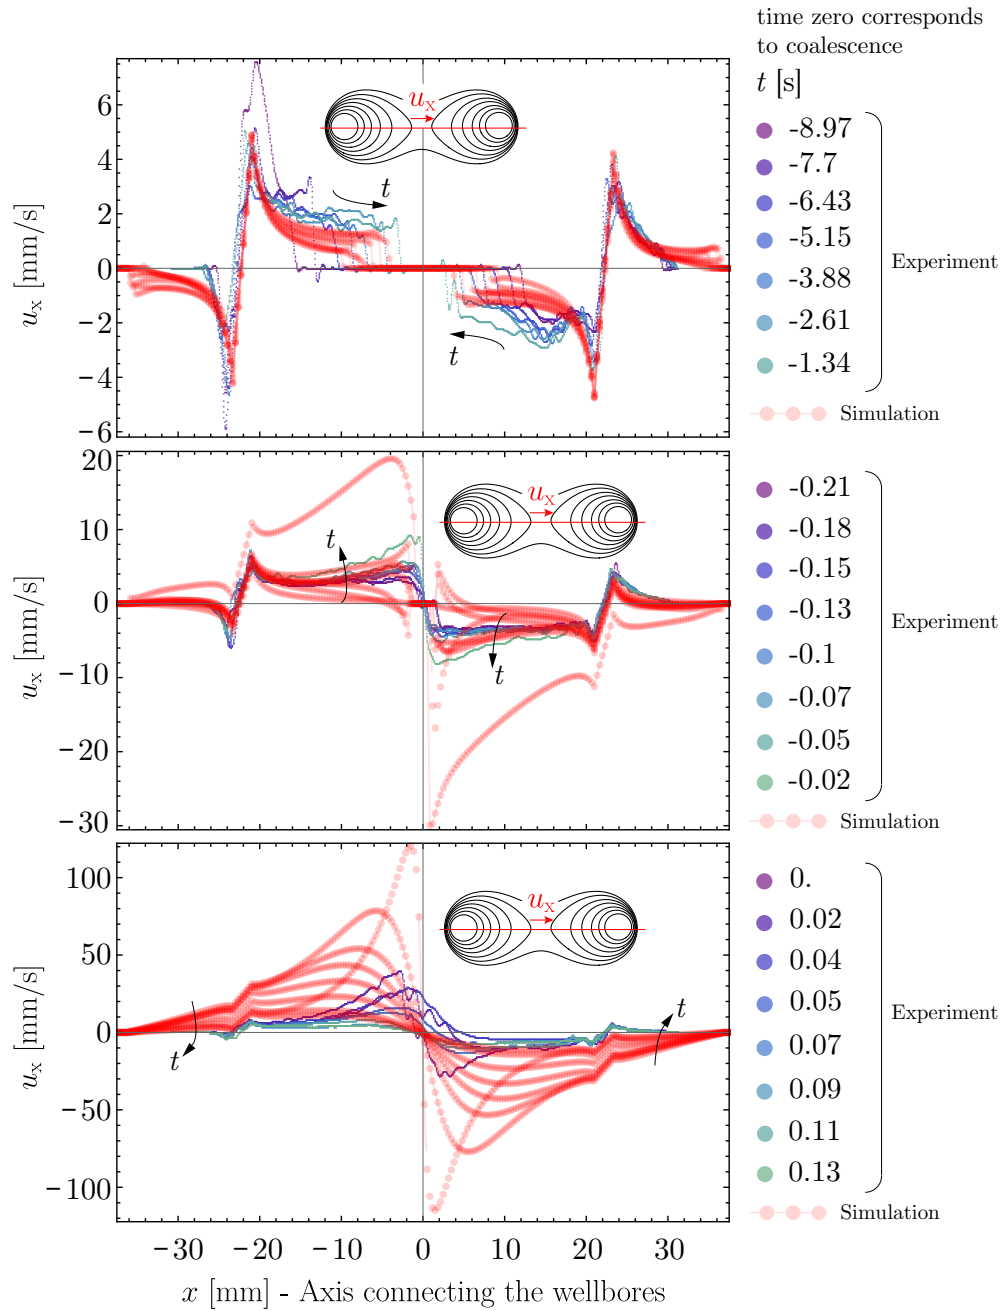 time zero corresponds
to coalescence
t [s]
-8.97
-7.7
-6.43
-5.15
-3.88
-2.61
-1.34
Experiment
Simulation
u_x [mm/s]
6
4
2
0
−2
−4
−6
u_x
t
t
-0.21
-0.18
-0.15
-0.13
-0.1
-0.07
-0.05
-0.02
Experiment
Simulation
u_x [mm/s]
20
10
0
−10
−20
−30
u_x
t
t
0.
0.02
0.04
0.05
0.07
0.09
0.11
0.13
Experiment
Simulation
u_x [mm/s]
100
50
0
−50
−100
u_x
t
t
−30 −20 −10 0 10 20 30
x [mm] - Axis connecting the wellbores